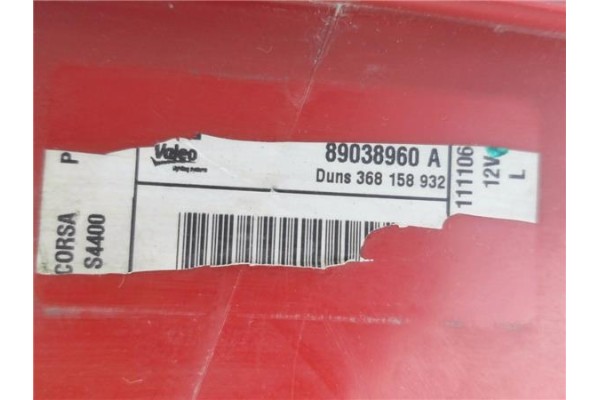 CORSA P
S4400
Valeo
89038960 A
Duns 368 158 932
111106
12V
L